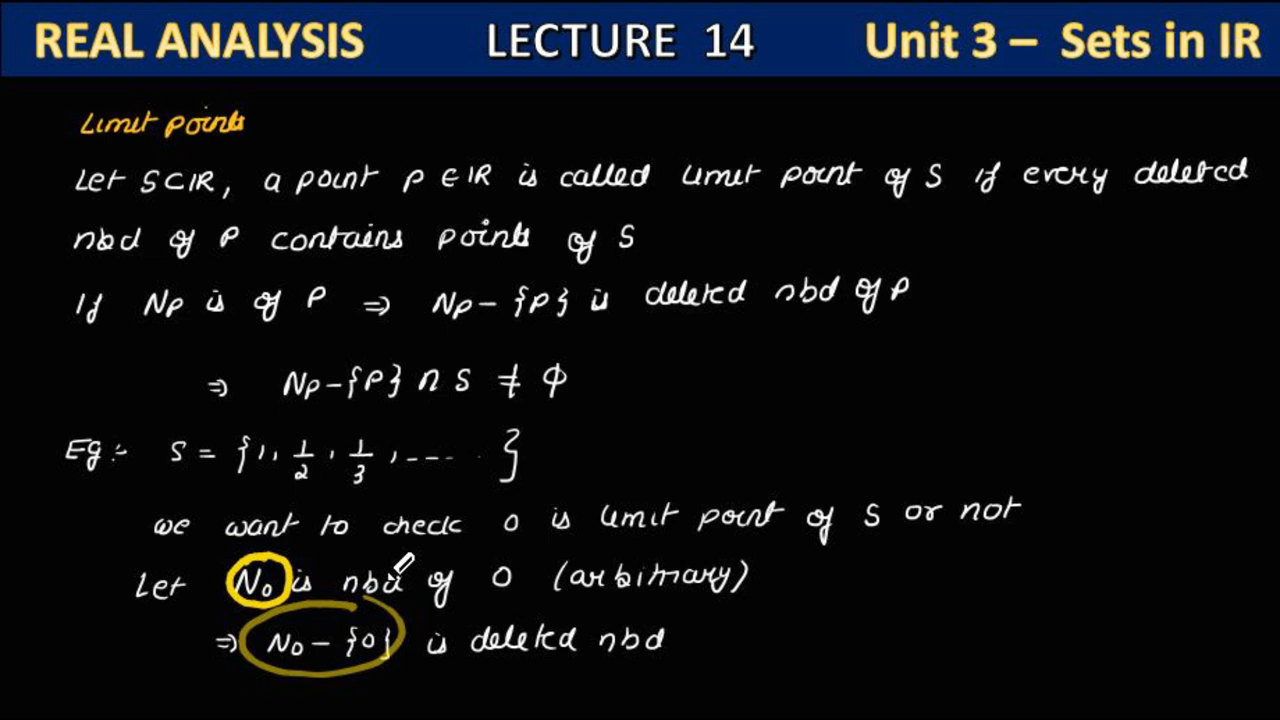 REAL ANALYSIS LECTURE 14 Unit 3 – Sets in IR
Limit points
Let S⊂IR, a point p ∈ IR is called limit point of S if every deleted
nbd of P contains points of S
If Np is of P ⇒ Np - {p} is deleted nbd of p
⇒ Np - {p} ∩ S ≠ φ
Eg:- S = {1, 1/2, 1/3, ---- }
we want to check 0 is limit point of S or not
Let N₀ is nbd of 0 (arbitrary)
⇒ N₀ - {0} is deleted nbd